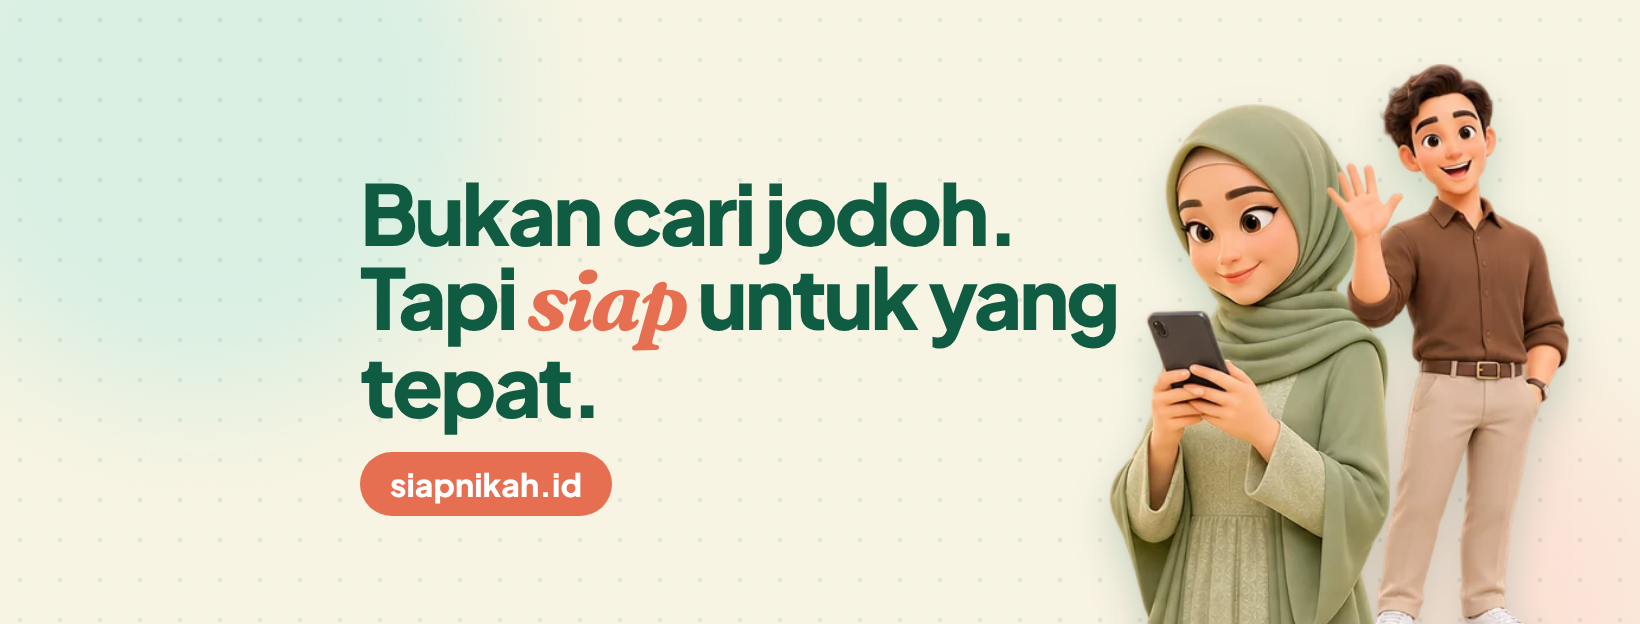 Bukan cari jodoh.
Tapi siap untuk yang
tepat.
siapnikah.id